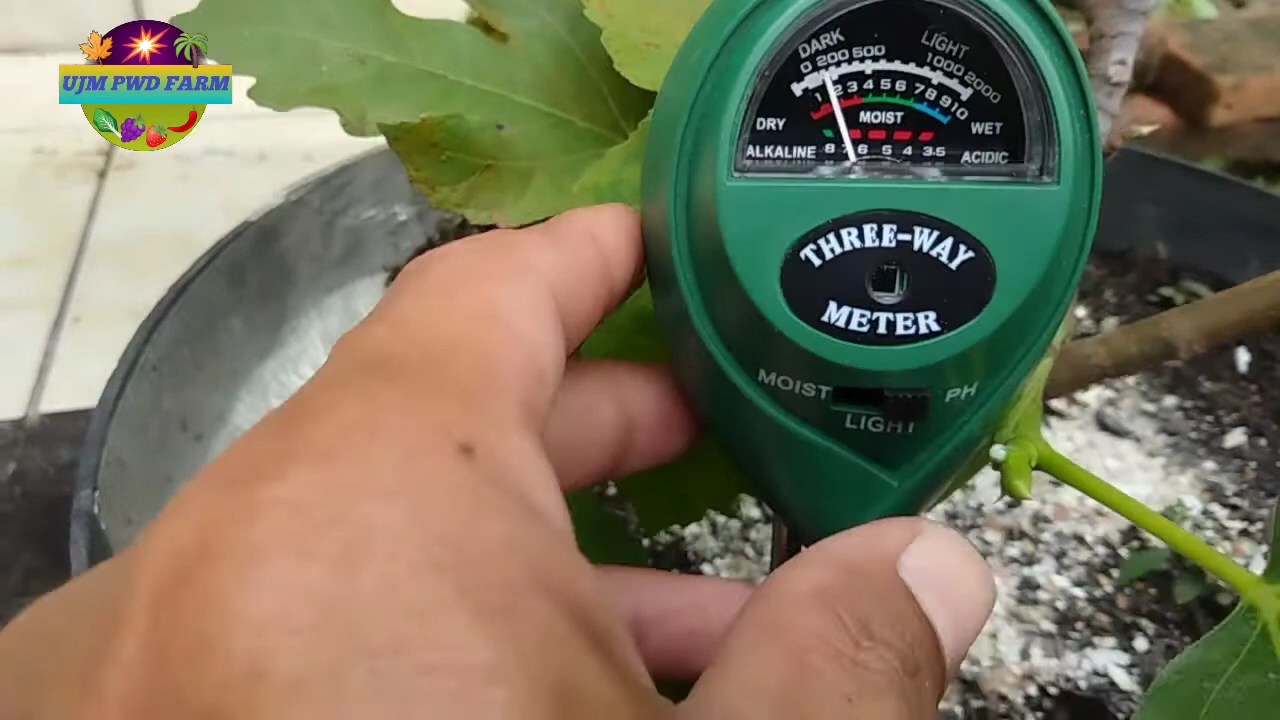 UJM PWD FARM
DARK LIGHT
0 200 500 1000 2000
1 2 3 4 5 6 7 8 9 10
DRY MOIST WET
ALKALINE 8 7 6 5 4 3.5 ACIDIC
THREE-WAY
METER
MOIST PH
LIGHT